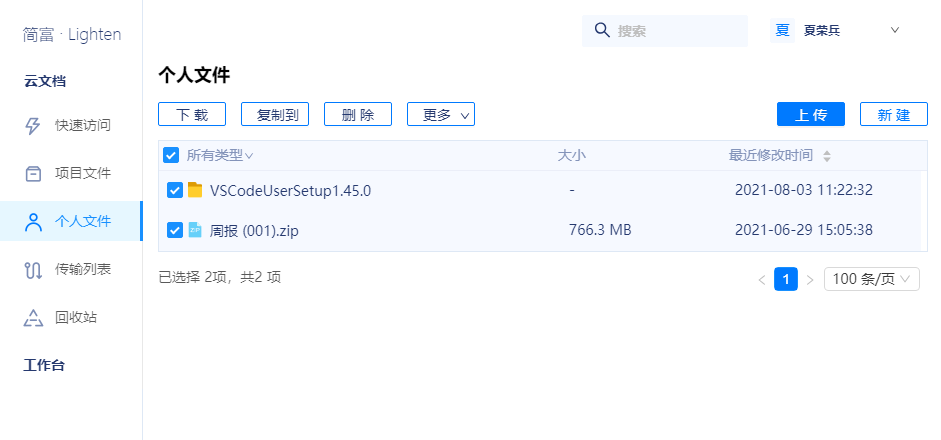 简富 · Lighten
搜索
夏 夏荣兵
云文档
快速访问
项目文件
个人文件
传输列表
回收站
工作台
个人文件
下载 复制到 删除 更多 上传 新建
所有类型 大小 最近修改时间
VSCodeUserSetup1.45.0 - 2021-08-03 11:22:32
ZIP 周报 (001).zip 766.3 MB 2021-06-29 15:05:38
已选择 2项，共2 项 < 1 > 100 条/页